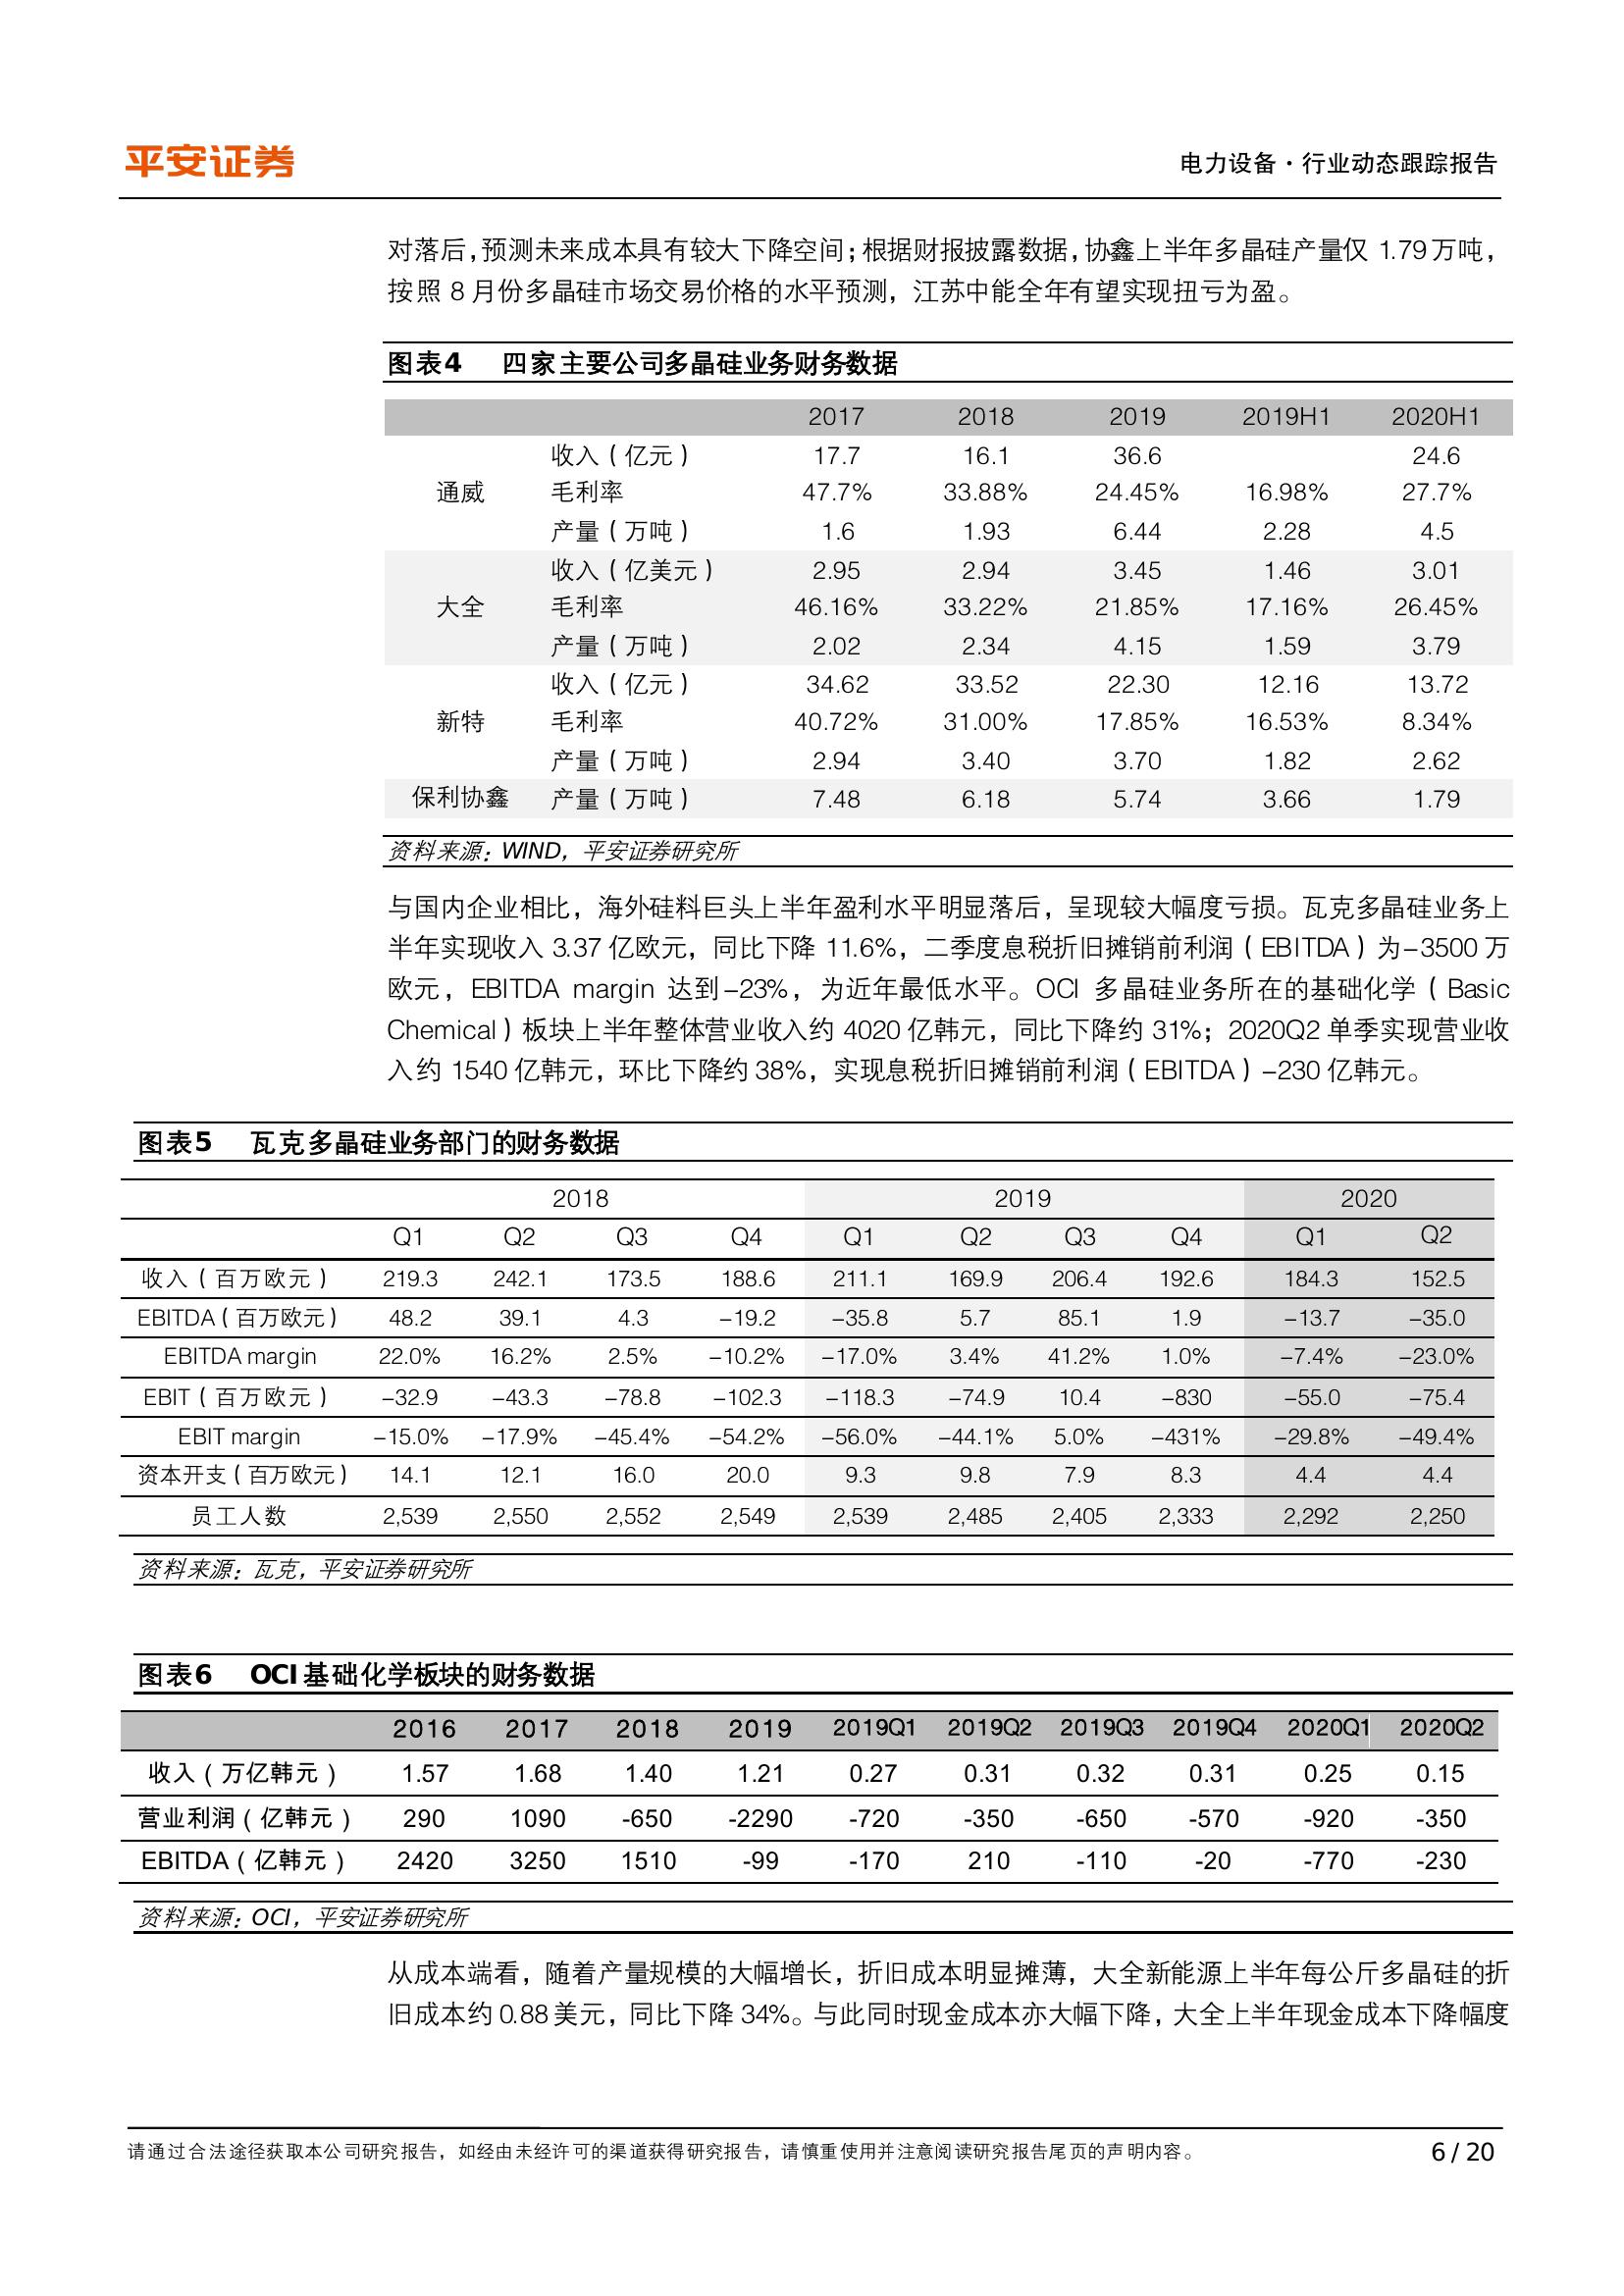 平安证券
电力设备·行业动态跟踪报告
对落后，预测未来成本具有较大下降空间；根据财报披露数据，协鑫上半年多晶硅产量仅 1.79 万吨，
按照 8 月份多晶硅市场交易价格的水平预测，江苏中能全年有望实现扭亏为盈。
图表4 四家主要公司多晶硅业务财务数据
2017 2018 2019 2019H1 2020H1
收入（亿元） 17.7 16.1 36.6 24.6
通威 毛利率 47.7% 33.88% 24.45% 16.98% 27.7%
产量（万吨） 1.6 1.93 6.44 2.28 4.5
收入（亿美元） 2.95 2.94 3.45 1.46 3.01
大全 毛利率 46.16% 33.22% 21.85% 17.16% 26.45%
产量（万吨） 2.02 2.34 4.15 1.59 3.79
收入（亿元） 34.62 33.52 22.30 12.16 13.72
新特 毛利率 40.72% 31.00% 17.85% 16.53% 8.34%
产量（万吨） 2.94 3.40 3.70 1.82 2.62
保利协鑫 产量（万吨） 7.48 6.18 5.74 3.66 1.79
资料来源：WIND，平安证券研究所
与国内企业相比，海外硅料巨头上半年盈利水平明显落后，呈现较大幅度亏损。瓦克多晶硅业务上
半年实现收入 3.37 亿欧元，同比下降 11.6%，二季度息税折旧摊销前利润（EBITDA）为-3500 万
欧元，EBITDA margin 达到-23%，为近年最低水平。OCI 多晶硅业务所在的基础化学（Basic
Chemical）板块上半年整体营业收入约 4020 亿韩元，同比下降约 31%；2020Q2 单季实现营业收
入约 1540 亿韩元，环比下降约 38%，实现息税折旧摊销前利润（EBITDA）-230 亿韩元。
图表5 瓦克多晶硅业务部门的财务数据
2018 2019 2020
Q1 Q2 Q3 Q4 Q1 Q2 Q3 Q4 Q1 Q2
收入（百万欧元） 219.3 242.1 173.5 188.6 211.1 169.9 206.4 192.6 184.3 152.5
EBITDA（百万欧元） 48.2 39.1 4.3 -19.2 -35.8 5.7 85.1 1.9 -13.7 -35.0
EBITDA margin 22.0% 16.2% 2.5% -10.2% -17.0% 3.4% 41.2% 1.0% -7.4% -23.0%
EBIT（百万欧元） -32.9 -43.3 -78.8 -102.3 -118.3 -74.9 10.4 -830 -55.0 -75.4
EBIT margin -15.0% -17.9% -45.4% -54.2% -56.0% -44.1% 5.0% -431% -29.8% -49.4%
资本开支（百万欧元） 14.1 12.1 16.0 20.0 9.3 9.8 7.9 8.3 4.4 4.4
员工人数 2,539 2,550 2,552 2,549 2,539 2,485 2,405 2,333 2,292 2,250
资料来源：瓦克，平安证券研究所
图表6 OCI 基础化学板块的财务数据
2016 2017 2018 2019 2019Q1 2019Q2 2019Q3 2019Q4 2020Q1 2020Q2
收入（万亿韩元） 1.57 1.68 1.40 1.21 0.27 0.31 0.32 0.31 0.25 0.15
营业利润（亿韩元） 290 1090 -650 -2290 -720 -350 -650 -570 -920 -350
EBITDA（亿韩元） 2420 3250 1510 -99 -170 210 -110 -20 -770 -230
资料来源：OCI，平安证券研究所
从成本端看，随着产量规模的大幅增长，折旧成本明显摊薄，大全新能源上半年每公斤多晶硅的折
旧成本约 0.88 美元，同比下降 34%。与此同时现金成本亦大幅下降，大全上半年现金成本下降幅度
请通过合法途径获取本公司研究报告，如经由未经许可的渠道获得研究报告，请慎重使用并注意阅读研究报告尾页的声明内容。
6 / 20